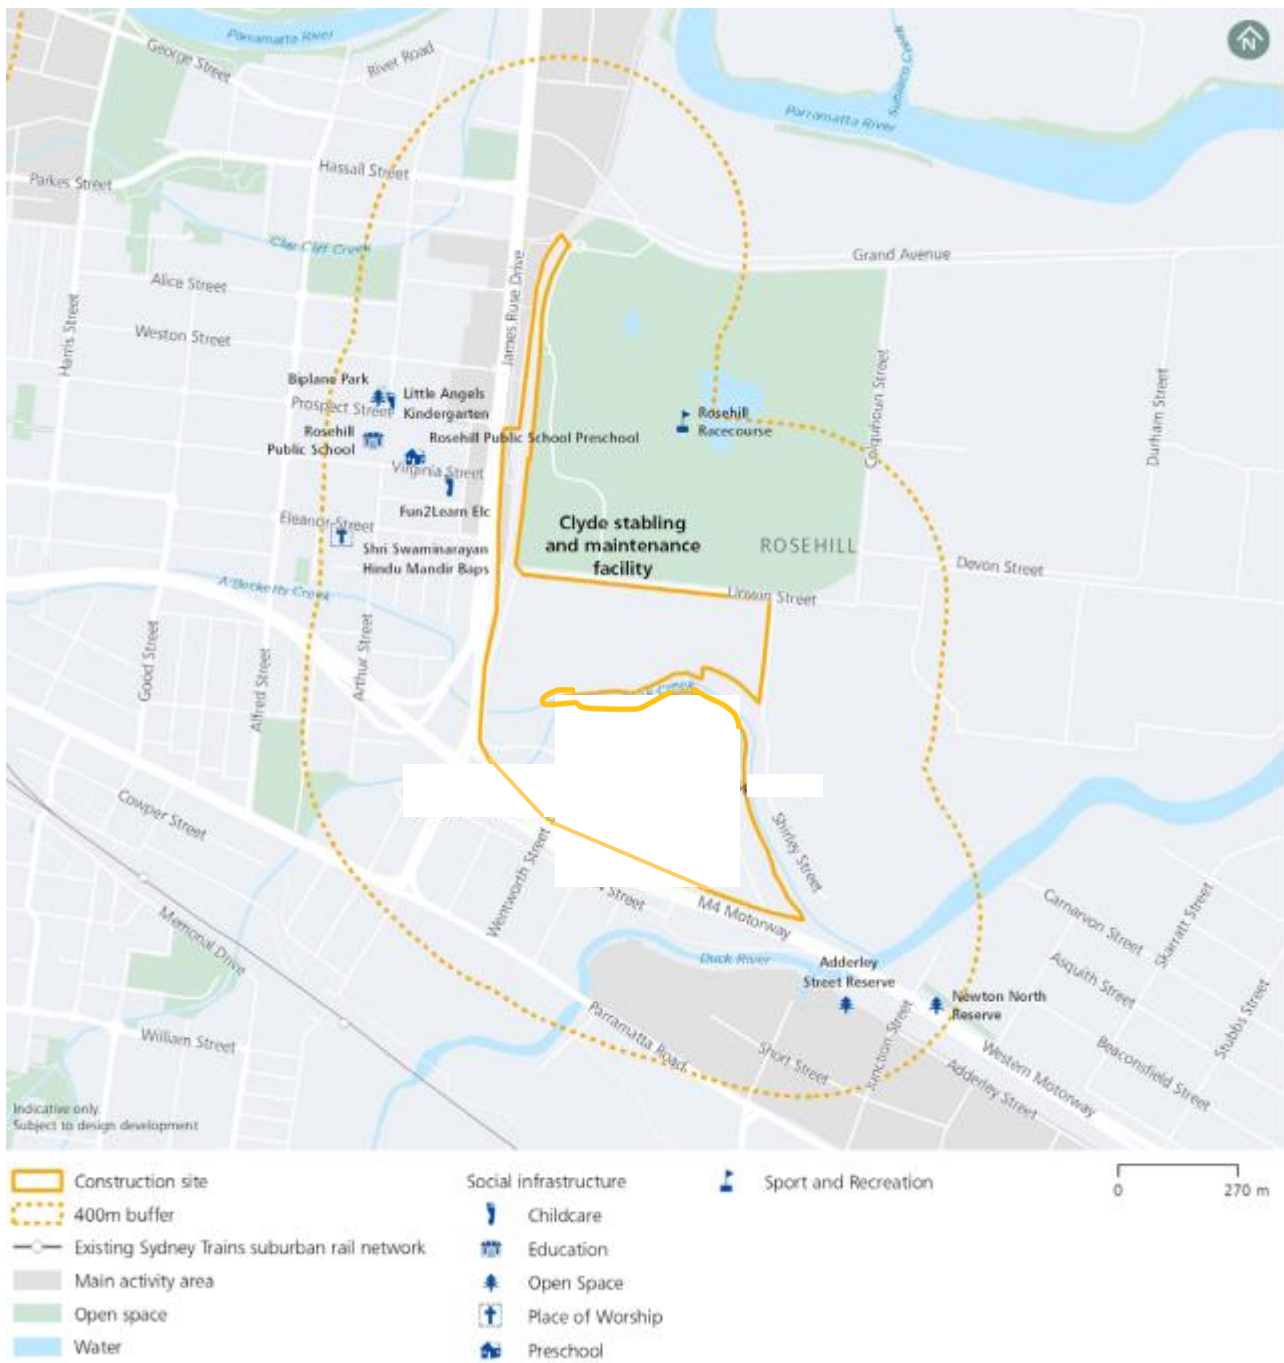 Parramatta River
George Street
River Road
Subiaco Creek
Parramatta River
Hassall Street
Parkes Street
Clay Cliff Creek
Grand Avenue
Alice Street
James Ruse Drive
Harris Street
Weston Street
Biplane Park
Little Angels
Kindergarten
Prospect Street
Rosehill
Public School
Rosehill Public School Preschool
Rosehill
Racecourse
Colquhoun Street
Durham Street
Virginia Street
Fun2Learn Elc
Eleanor Street
Shri Swaminarayan
Hindu Mandir Baps
Clyde stabling
and maintenance
facility
ROSEHILL
Devon Street
Unwin Street
A Becketts Creek
Good Street
Alfred Street
Arthur Street
Creek
Cowper Street
Wentworth Street
Street
Shirley Street
M4 Motorway
Memorial Drive
Duck River
Adderley
Street Reserve
Newton North
Reserve
Carnarvon Street
Skarratt Street
Asquith Street
Stubbs Street
Beaconsfield Street
William Street
Parramatta Road
Short Street
Junction Street
Western Motorway
Adderley Street
Indicative only.
Subject to design development
N
Construction site
400m buffer
Existing Sydney Trains suburban rail network
Main activity area
Open space
Water
Social infrastructure
Childcare
Education
Open Space
Place of Worship
Preschool
Sport and Recreation
0 270 m